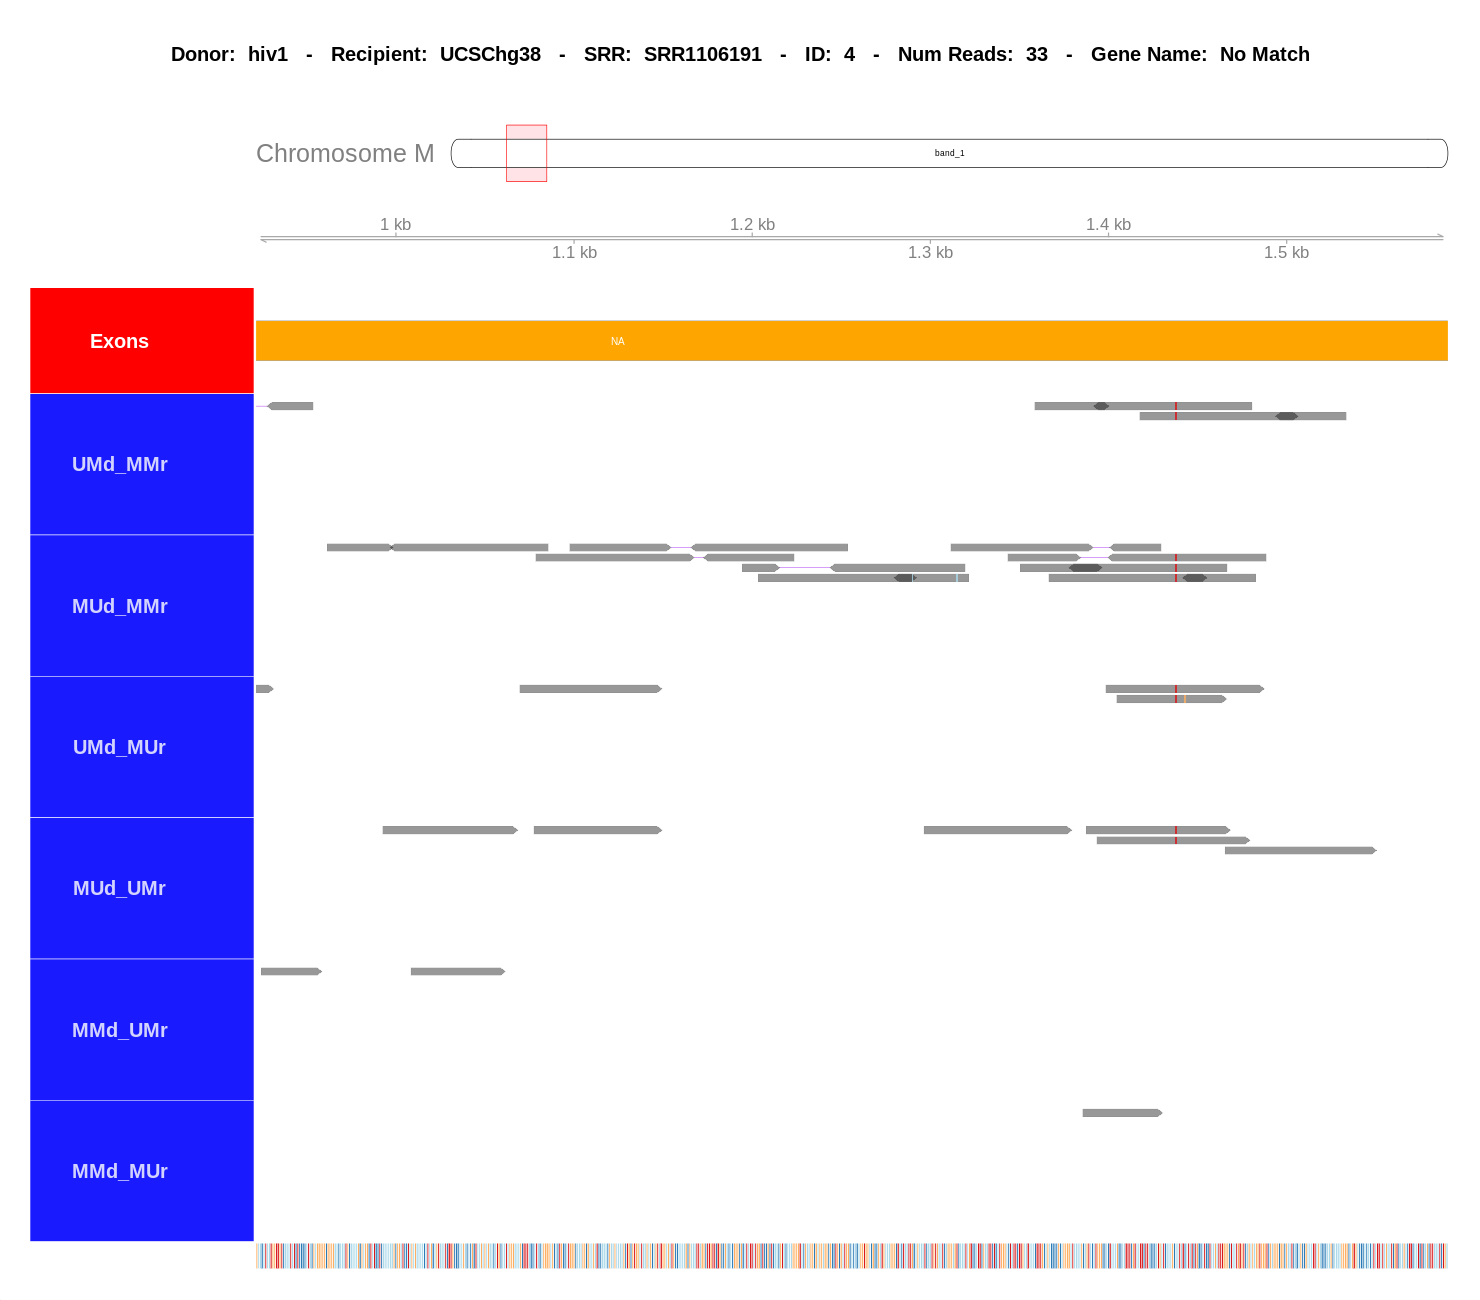 Donor: hiv1 - Recipient: UCSChg38 - SRR: SRR1106191 - ID: 4 - Num Reads: 33 - Gene Name: No Match
Chromosome M
band_1
1 kb 1.2 kb 1.4 kb
1.1 kb 1.3 kb 1.5 kb
Exons
NA
UMd_MMr
MUd_MMr
UMd_MUr
MUd_UMr
MMd_UMr
MMd_MUr